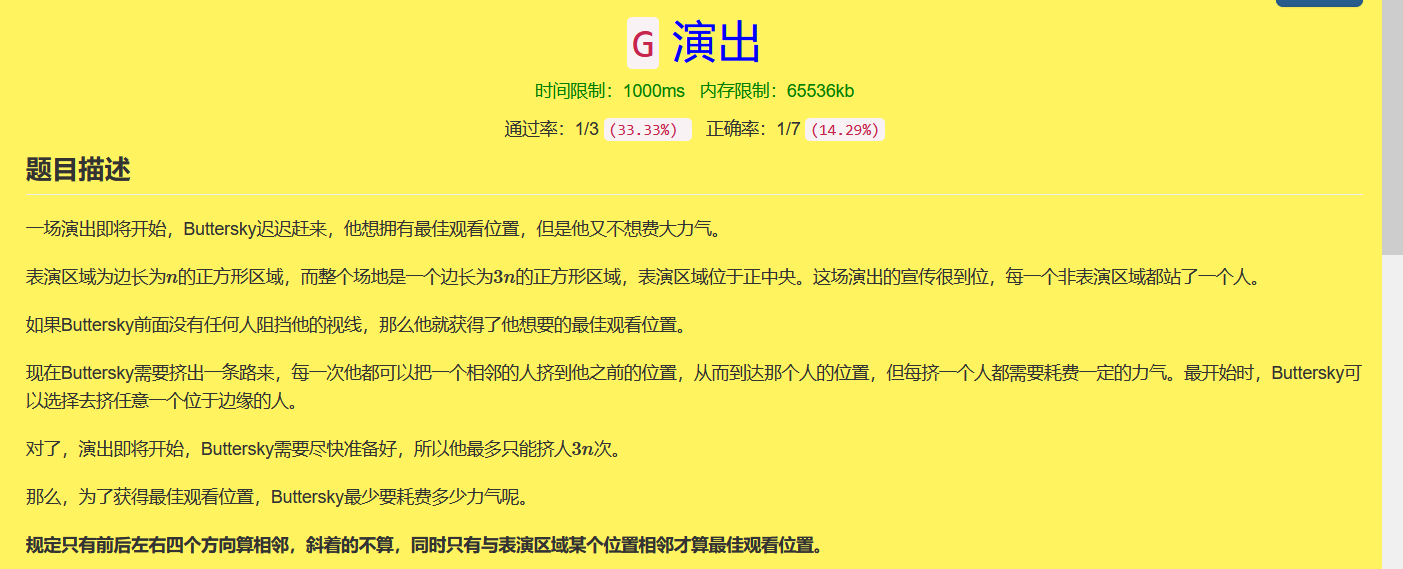 G 演出
时间限制：1000ms 内存限制：65536kb
通过率：1/3 (33.33%) 正确率：1/7 (14.29%)
题目描述
一场演出即将开始，Buttersky迟迟赶来，他想拥有最佳观看位置，但是他又不想费大力气。
表演区域为边长为n的正方形区域，而整个场地是一个边长为3n的正方形区域，表演区域位于正中央。这场演出的宣传很到位，每一个非表演区域都站了一个人。
如果Buttersky前面没有任何人阻挡他的视线，那么他就获得了他想要的最佳观看位置。
现在Buttersky需要挤出一条路来，每一次他都可以把一个相邻的人挤到他之前的位置，从而到达那个人的位置，但每挤一个人都需要耗费一定的力气。最开始时，Buttersky可
以选择去挤任意一个位于边缘的人。
对了，演出即将开始，Buttersky需要尽快准备好，所以他最多只能挤人3n次。
那么，为了获得最佳观看位置，Buttersky最少要耗费多少力气呢。
规定只有前后左右四个方向算相邻，斜着的不算，同时只有与表演区域某个位置相邻才算最佳观看位置。